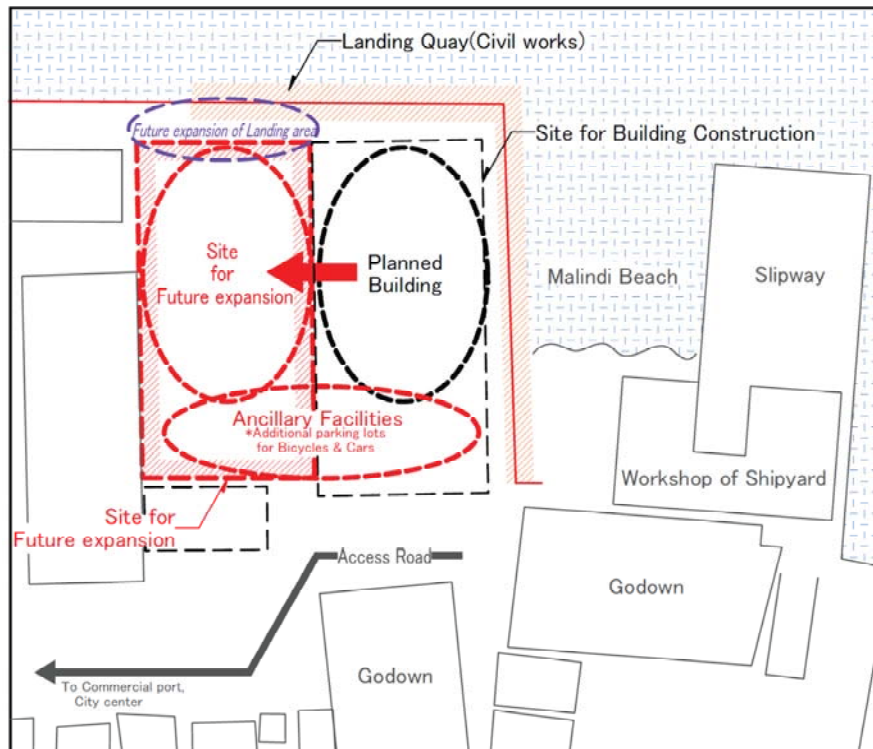 Landing Quay(Civil works)
Future expansion of Landing area
Site for Building Construction
Site
for
Future expansion
Planned
Building
Malindi Beach
Slipway
Ancillary Facilities
*Additional parking lots
for Bicycles & Cars
Workshop of Shipyard
Site for
Future expansion
Access Road
Godown
Godown
To Commercial port,
City center